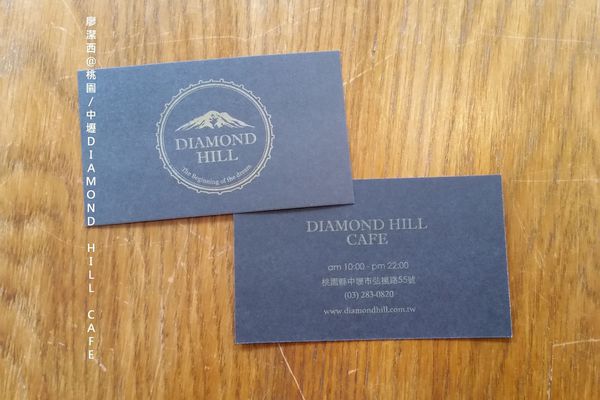 廖潔西@桃園/中壢DIAMOND HILL CAFE
DIAMOND
HILL
The Beginning of the dream
DIAMOND HILL
CAFE
am 10:00 - pm 22:00
桃園縣中壢市弘揚路55號
(03) 283-0820
www.diamondhill.com.tw